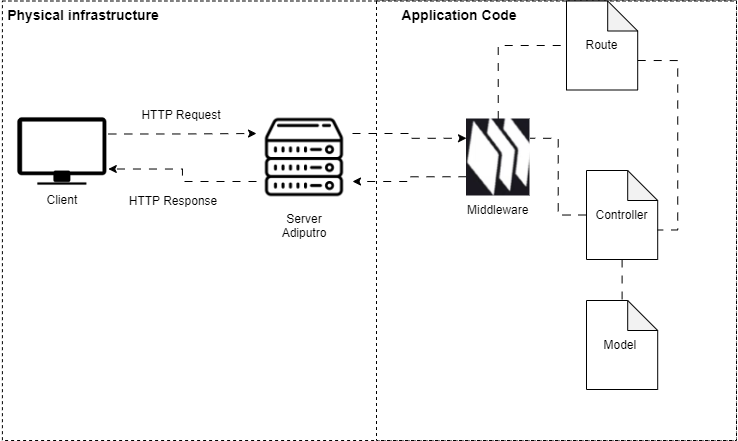 Physical infrastructure
Application Code
Route
HTTP Request
Client
HTTP Response
Server
Adiputro
Middleware
Controller
Model